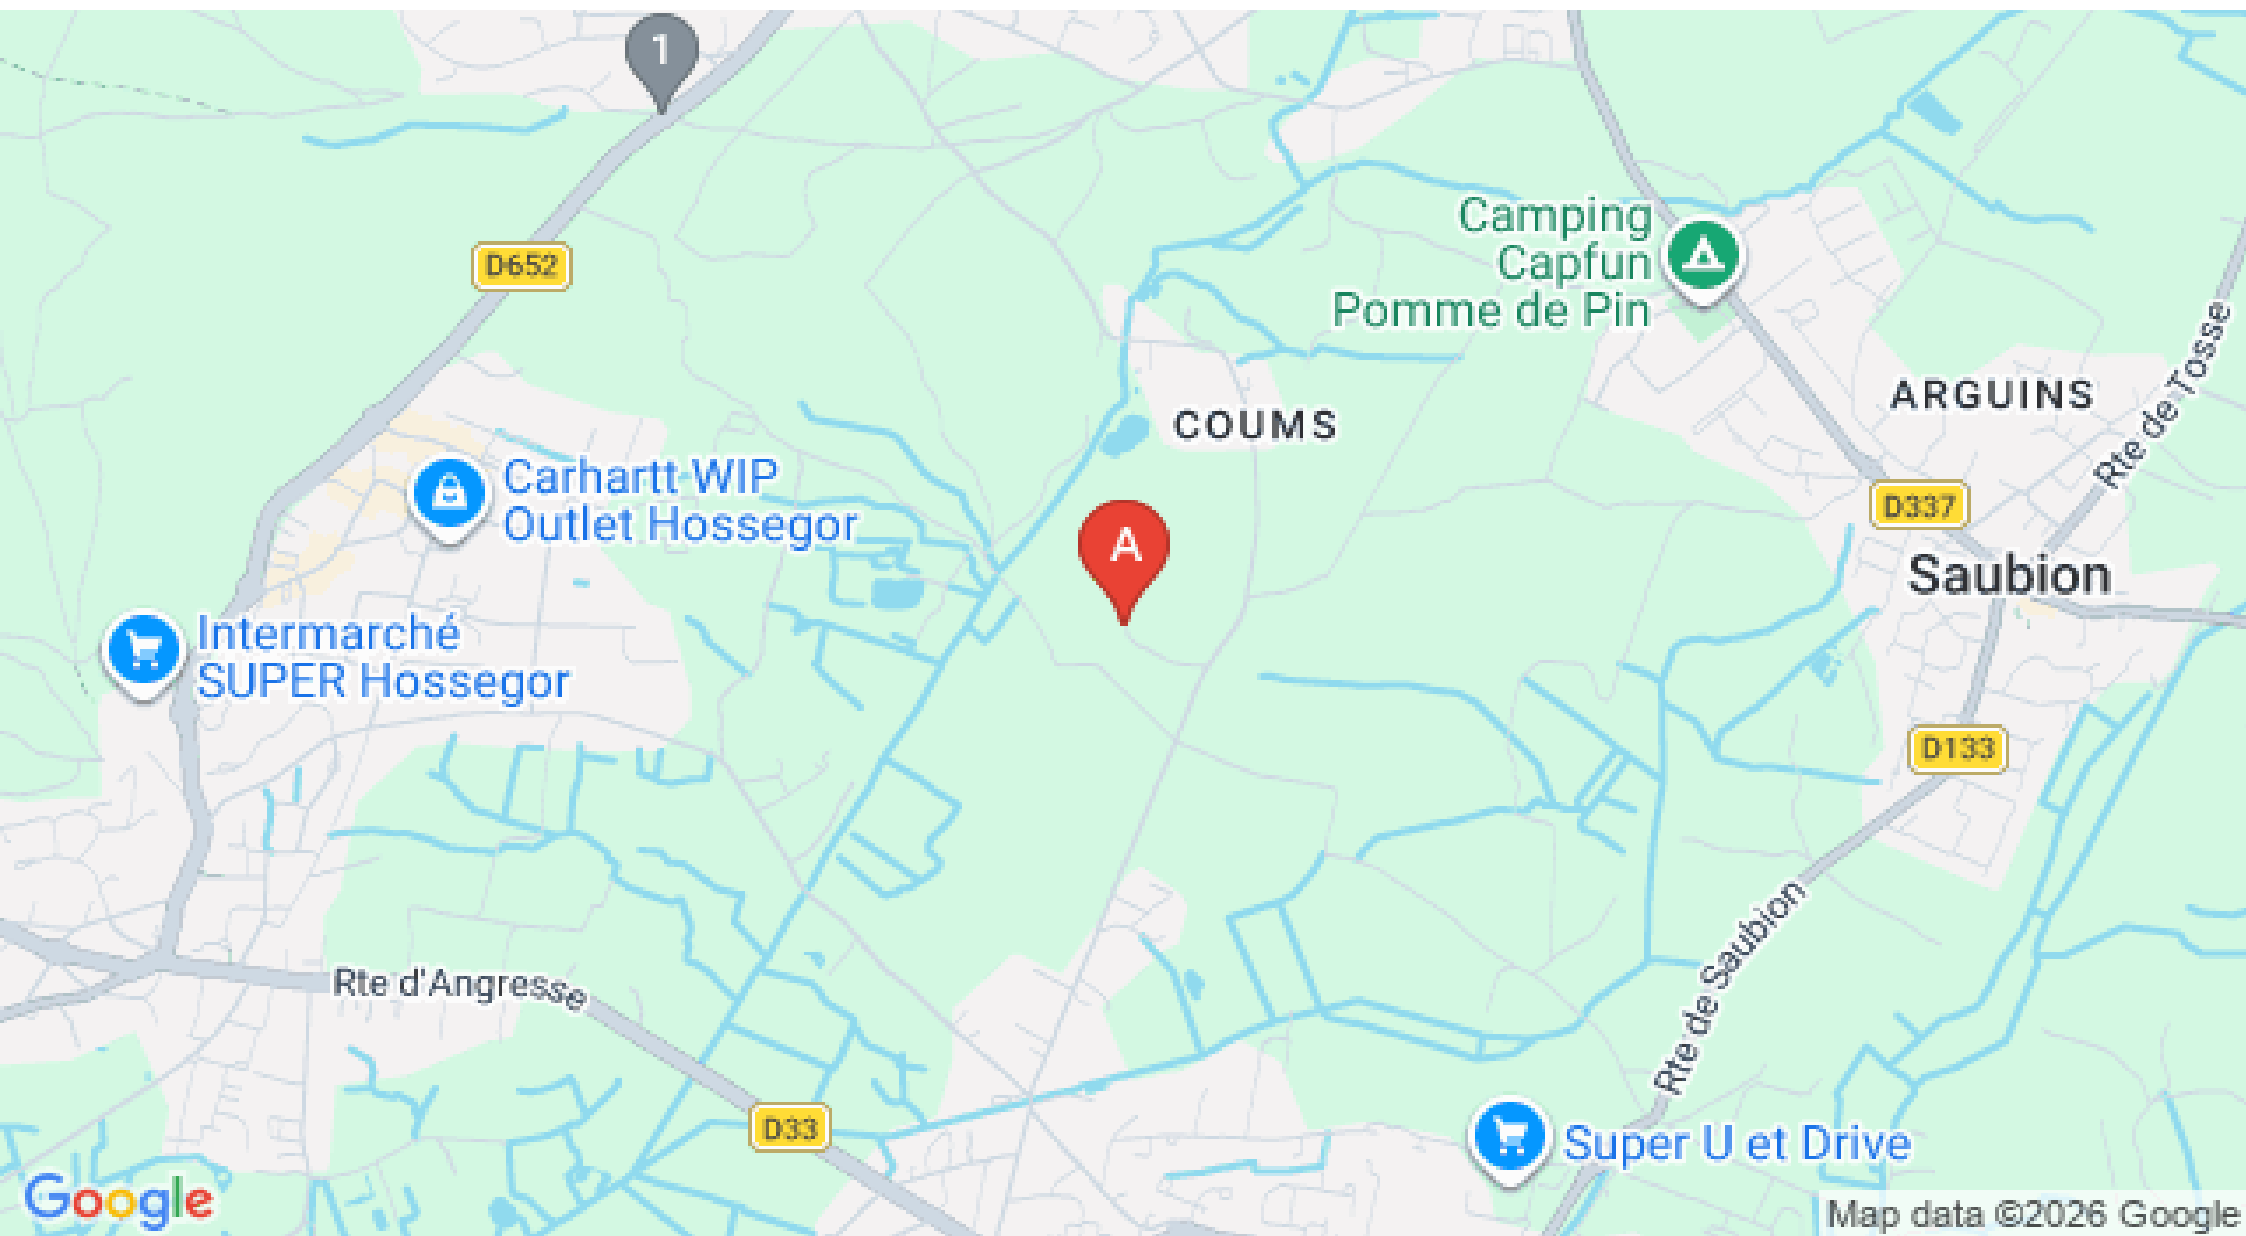 1
D652
Camping
Capfun
Pomme de Pin
Rte de Tosse
ARGUINS
COUMS
Carhartt WIP
Outlet Hossegor
D337
A
Saubion
Intermarché
SUPER Hossegor
D133
Rte de Saubion
Rte d'Angresse
D33
Super U et Drive
Google
Map data ©2026 Google